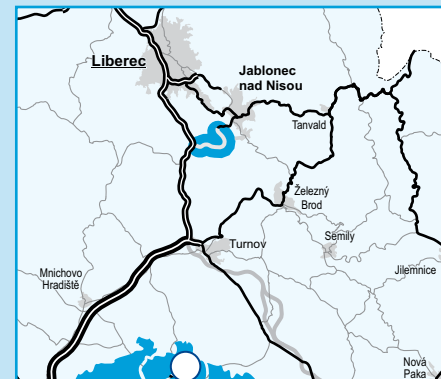 Liberec
Jablonec
nad Nisou
Tanvald
Železný
Brod
Turnov
Semily
Jilemnice
Mnichovo
Hradiště
Nová
Paka